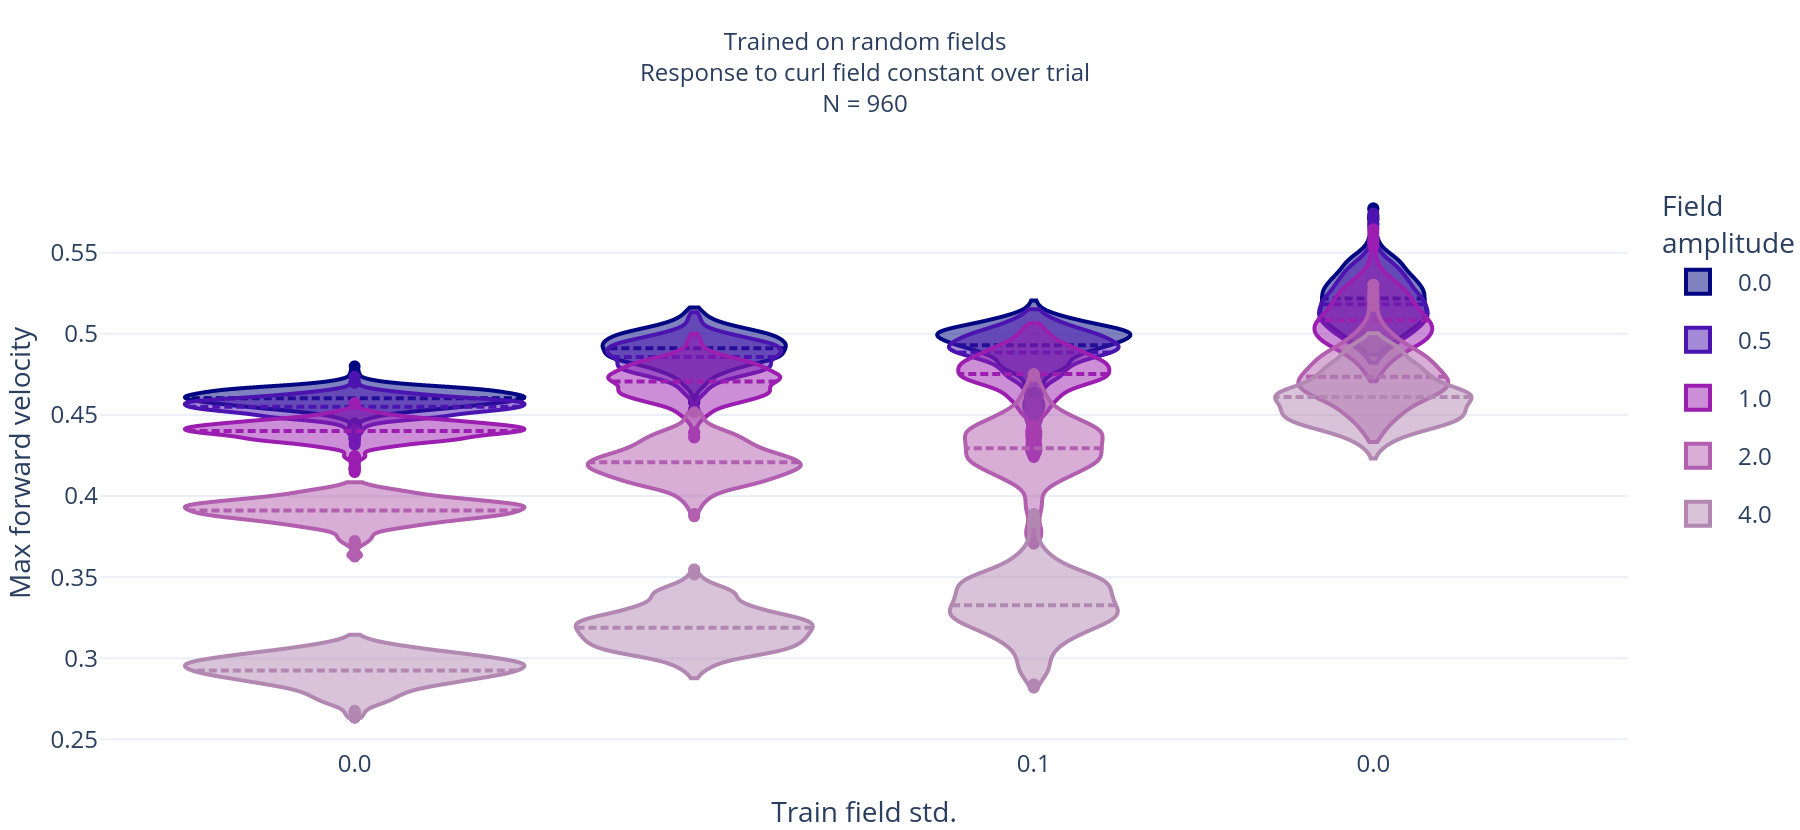 Trained on random fields
Response to curl field constant over trial
N = 960
Field
amplitude
0.0
0.5
1.0
2.0
4.0
Max forward velocity
0.55
0.5
0.45
0.4
0.35
0.3
0.25
0.0
0.1
0.0
Train field std.